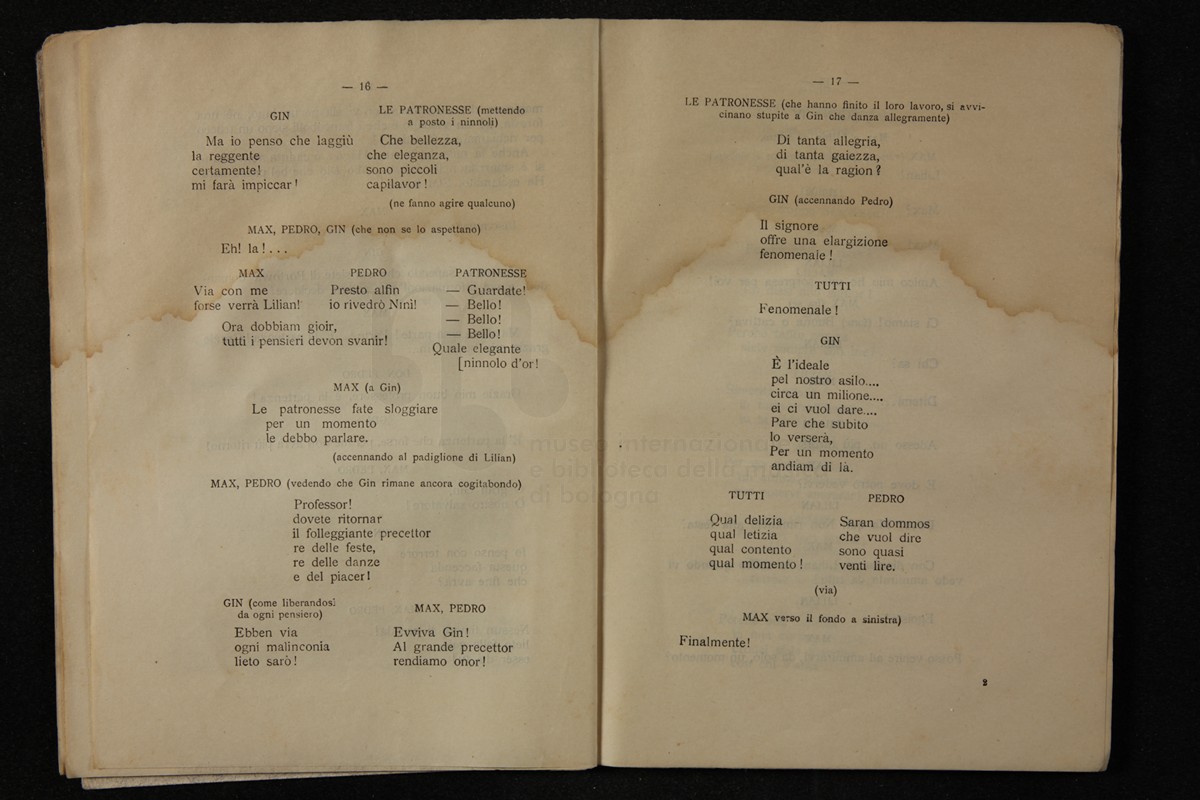 — 16 —
GIN
Ma io penso che laggiù
la reggente
certamente!
mi farà impiccar!
LE PATRONESSE (mettendo
a posto i ninnoli)
Che bellezza,
che eleganza,
sono piccoli
capilavor!
(ne fanno agire qualcuno)
MAX, PEDRO, GIN (che non se lo aspettano)
Eh! la!...
MAX
Via con me
forse verrà Lilian!
PEDRO
Presto alfin
io rivedrò Ninì!
Ora dobbiam gioir,
tutti i pensieri devon svanir!
PATRONESSE
— Guardate!
— Bello!
— Bello!
— Bello!
Quale elegante
[ninnolo d'or!
MAX (a Gin)
Le patronesse fate sloggiare
per un momento
le debbo parlare.
(accennando al padiglione di Lilian)
MAX, PEDRO (vedendo che Gin rimane ancora cogitabondo)
Professor!
dovete ritornar
il folleggiante precettor
re delle feste,
re delle danze
e del piacer!
GIN (come liberandosi
da ogni pensiero)
Ebben via
ogni malinconia
lieto sarò!
MAX, PEDRO
Evviva Gin!
Al grande precettor
rendiamo onor!
museo internazionale
e biblioteca della musica
di bologna
— 17 —
LE PATRONESSE (che hanno finito il loro lavoro, si avvi-
cinano stupite a Gin che danza allegramente)
Di tanta allegria,
di tanta gaiezza,
qual'è la ragion?
GIN (accennando Pedro)
Il signore
offre una elargizione
fenomenale!
TUTTI
Fenomenale!
GIN
È l'ideale
pel nostro asilo....
circa un milione....
ei ci vuol dare....
Pare che subito
lo verserà,
Per un momento
andiam di là.
TUTTI
Qual delizia
qual letizia
qual contento
qual momento!
PEDRO
Saran dommos
che vuol dire
sono quasi
venti lire.
(via)
MAX verso il fondo a sinistra)
Finalmente!
2